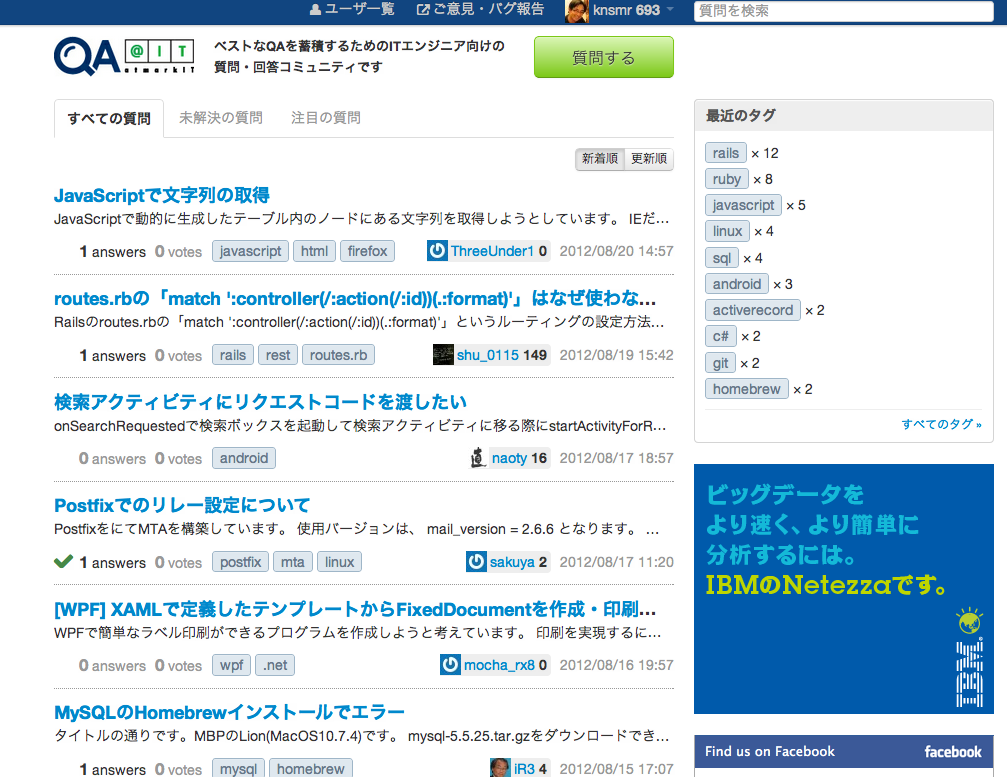 ユーザー一覧 ご意見・バグ報告 knsmr 693 質問を検索
QA @IT atmarkIT
ベストなQAを蓄積するためのITエンジニア向けの
質問・回答コミュニティです
質問する
すべての質問 未解決の質問 注目の質問
新着順 更新順
JavaScriptで文字列の取得
JavaScriptで動的に生成したテーブル内のノードにある文字列を取得しようとしています。 IEだ…
1 answers 0 votes javascript html firefox ThreeUnder1 0 2012/08/20 14:57
routes.rbの「match ':controller(/:action(/:id))(.:format)'」はなぜ使わな…
Railsのroutes.rbの「match ':controller(/:action(/:id))(.:format)'」というルーティングの設定方法…
1 answers 0 votes rails rest routes.rb shu_0115 149 2012/08/19 15:42
検索アクティビティにリクエストコードを渡したい
onSearchRequestedで検索ボックスを起動して検索アクティビティに移る際にstartActivityForR…
0 answers 0 votes android naoty 16 2012/08/17 18:57
Postfixでのリレー設定について
PostfixをにてMTAを構築しています。 使用バージョンは、 mail_version = 2.6.6 となります。 …
1 answers 0 votes postfix mta linux sakuya 2 2012/08/17 11:20
[WPF] XAMLで定義したテンプレートからFixedDocumentを作成・印刷…
WPFで簡単なラベル印刷ができるプログラムを作成しようと考えています。 印刷を実現するに…
0 answers 0 votes wpf .net mocha_rx8 0 2012/08/16 19:57
MySQLのHomebrewインストールでエラー
タイトルの通りです。MBPのLion(MacOS10.7.4)です。 mysql-5.5.25.tar.gzをダウンロードでき…
1 answers 0 votes mysql homebrew iR3 4 2012/08/15 17:07
最近のタグ
rails × 12
ruby × 8
javascript × 5
linux × 4
sql × 4
android × 3
activerecord × 2
c# × 2
git × 2
homebrew × 2
すべてのタグ »
ビッグデータを
より速く、より簡単に
分析するには。
IBMのNetezzaです。
IBM
Find us on Facebook facebook